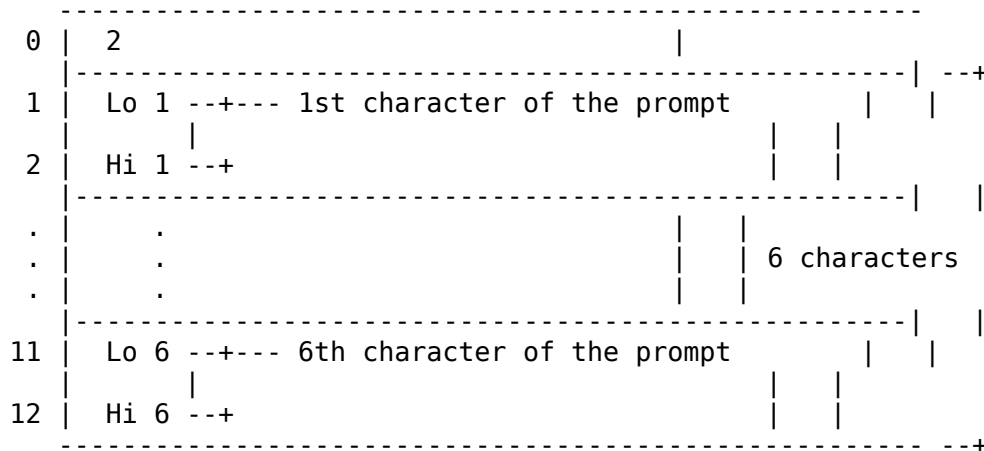 ------------------------------------------------------
0 | 2 |
|----------------------------------------------------| --+
1 | Lo 1 --+--- 1st character of the prompt | |
| | | |
2 | Hi 1 --+ | |
|----------------------------------------------------| |
. | . | |
. | . | | 6 characters
. | . | |
|----------------------------------------------------| |
11 | Lo 6 --+--- 6th character of the prompt | |
| | | |
12 | Hi 6 --+ | |
------------------------------------------------------ --+